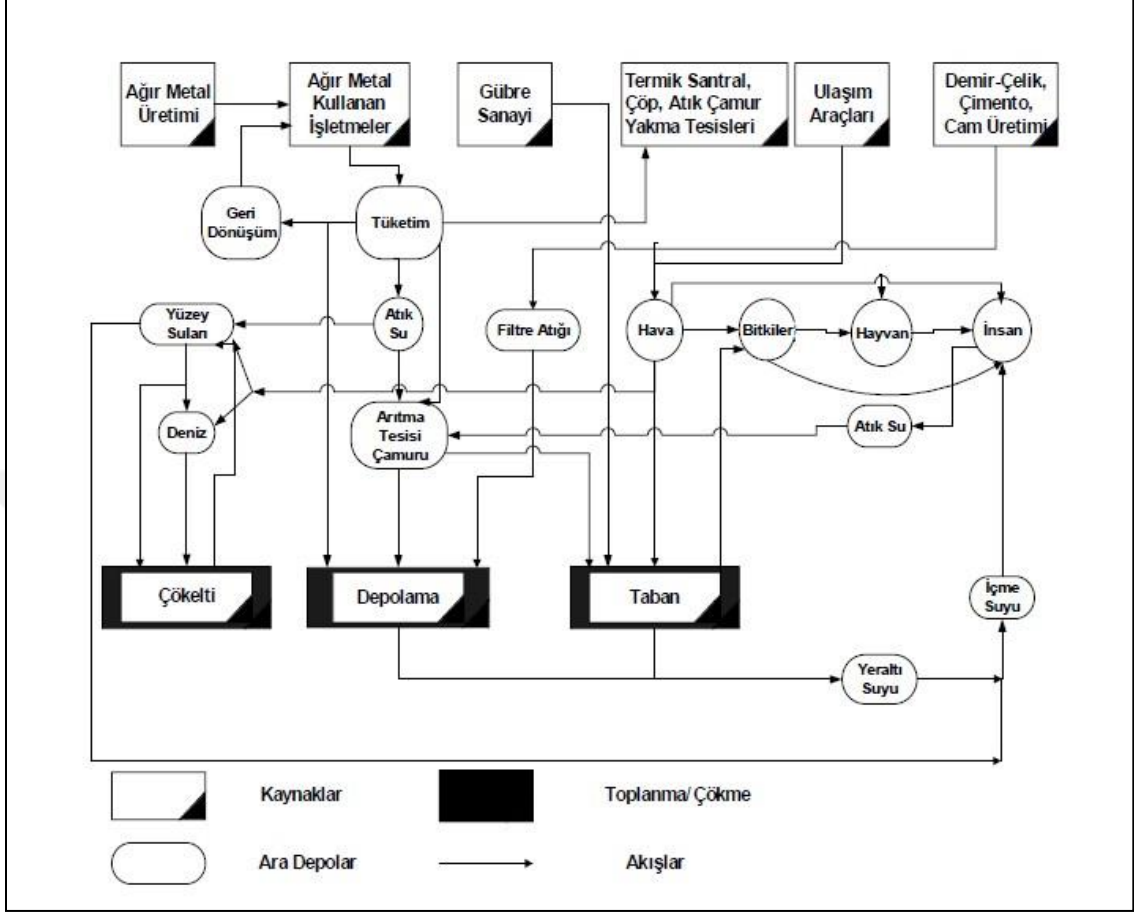 Ağır Metal
Üretimi
Ağır Metal
Kullanan
İşletmeler
Gübre
Sanayi
Termik Santral,
Çöp, Atık Çamur
Yakma Tesisleri
Ulaşım
Araçları
Demir-Çelik,
Çimento,
Cam Üretimi
Geri
Dönüşüm
Tüketim
Yüzey
Suları
Atık
Su
Filtre Atığı
Hava
Bitkiler
Hayvan
İnsan
Deniz
Arıtma
Tesisi
Çamuru
Atık Su
Çökelti
Depolama
Taban
İçme
Suyu
Yeraltı
Suyu
Kaynaklar
Toplanma/ Çökme
Ara Depolar
Akışlar